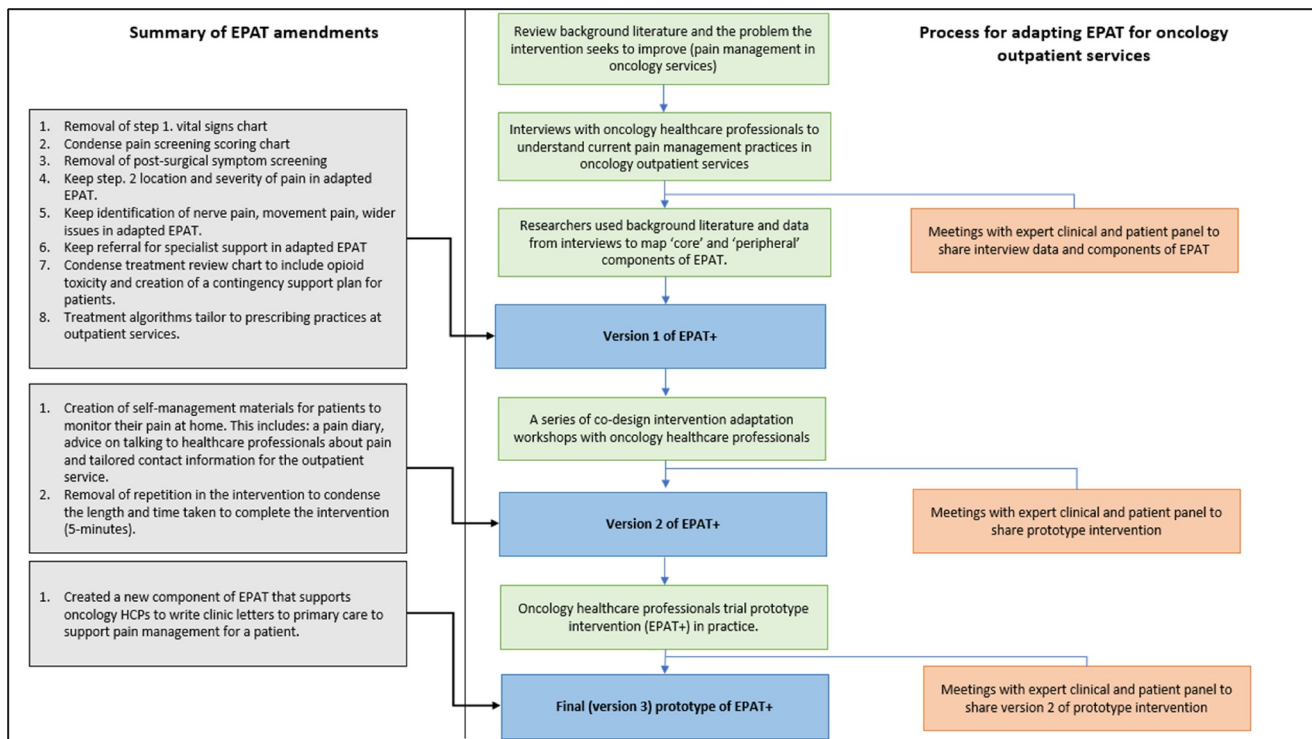 Summary of EPAT amendments
1. Removal of step 1. vital signs chart
2. Condense pain screening scoring chart
3. Removal of post-surgical symptom screening
4. Keep step. 2 location and severity of pain in adapted
EPAT.
5. Keep identification of nerve pain, movement pain, wider
issues in adapted EPAT.
6. Keep referral for specialist support in adapted EPAT
7. Condense treatment review chart to include opioid
toxicity and creation of a contingency support plan for
patients.
8. Treatment algorithms tailor to prescribing practices at
outpatient services.
1. Creation of self-management materials for patients to
monitor their pain at home. This includes: a pain diary,
advice on talking to healthcare professionals about pain
and tailored contact information for the outpatient
service.
2. Removal of repetition in the intervention to condense
the length and time taken to complete the intervention
(5-minutes).
1. Created a new component of EPAT that supports
oncology HCPs to write clinic letters to primary care to
support pain management for a patient.
Process for adapting EPAT for oncology
outpatient services
Review background literature and the problem the
intervention seeks to improve (pain management in
oncology services)
Interviews with oncology healthcare professionals to
understand current pain management practices in
oncology outpatient services
Researchers used background literature and data
from interviews to map ‘core’ and ‘peripheral’
components of EPAT.
Meetings with expert clinical and patient panel to
share interview data and components of EPAT
Version 1 of EPAT+
A series of co-design intervention adaptation
workshops with oncology healthcare professionals
Meetings with expert clinical and patient panel to
share prototype intervention
Version 2 of EPAT+
Oncology healthcare professionals trial prototype
intervention (EPAT+) in practice.
Meetings with expert clinical and patient panel to
share version 2 of prototype intervention
Final (version 3) prototype of EPAT+